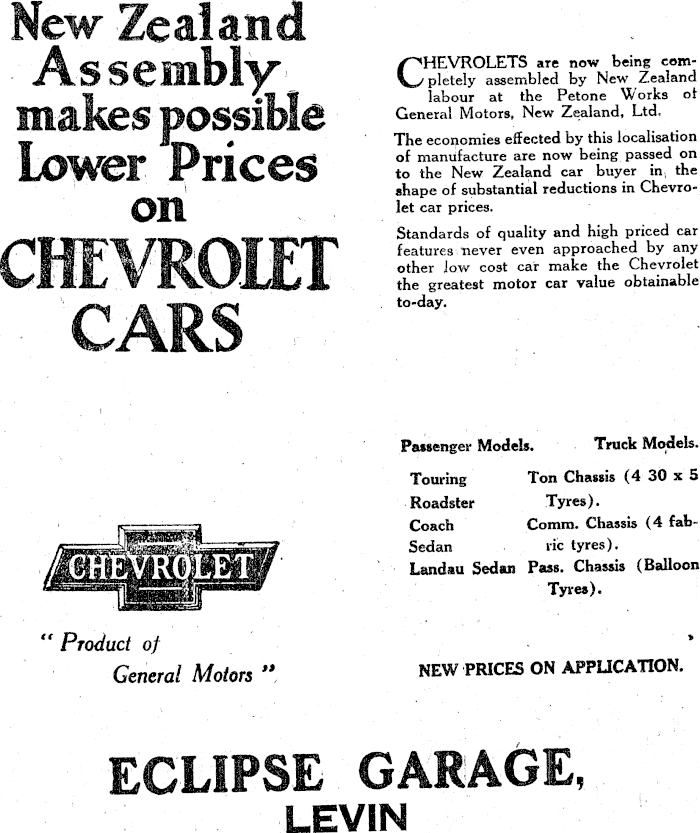 New Zealand
Assembly
makes possible
Lower Prices
on
CHEVROLET
CARS
CHEVROLETS are now being com-
pletely assembled by New Zealand
labour at the Petone Works of
General Motors, New Zealand, Ltd.
The economies effected by this localisation
of manufacture are now being passed on
to the New Zealand car buyer in the
shape of substantial reductions in Chevro-
let car prices.
Standards of quality and high priced car
features never even approached by any
other low cost car make the Chevrolet
the greatest motor car value obtainable
to-day.
Passenger Models. Truck Models.
Touring Ton Chassis (4 30 x 5
Roadster Tyres).
Coach Comm. Chassis (4 fab-
Sedan ric tyres).
Landau Sedan Pass. Chassis (Balloon
Tyres).
CHEVROLET
" Product of
General Motors "
NEW PRICES ON APPLICATION.
ECLIPSE GARAGE,
LEVIN